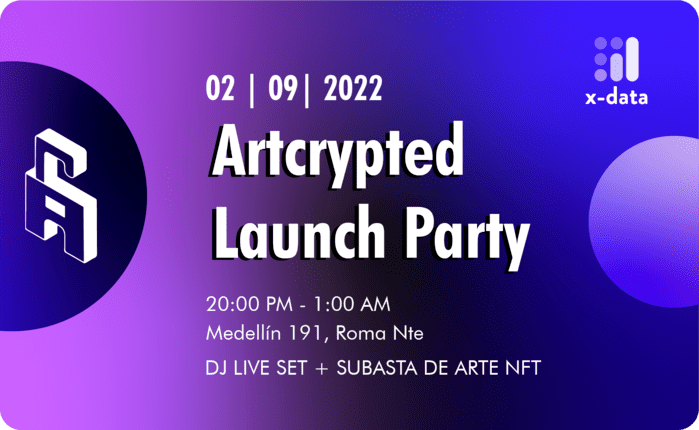 02 | 09| 2022
x-data
Artcrypted
Launch Party
20:00 PM - 1:00 AM
Medellín 191, Roma Nte
DJ LIVE SET + SUBASTA DE ARTE NFT